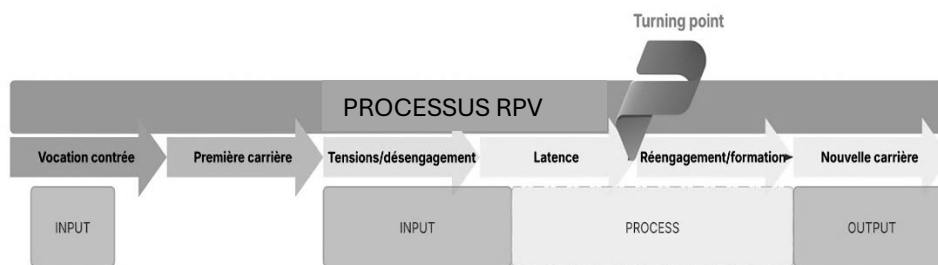 Turning point
PROCESSUS RPV
Vocation contrée
Première carrière
Tensions/désengagement
Latence
Réengagement/formation
Nouvelle carrière
INPUT
INPUT
PROCESS
OUTPUT